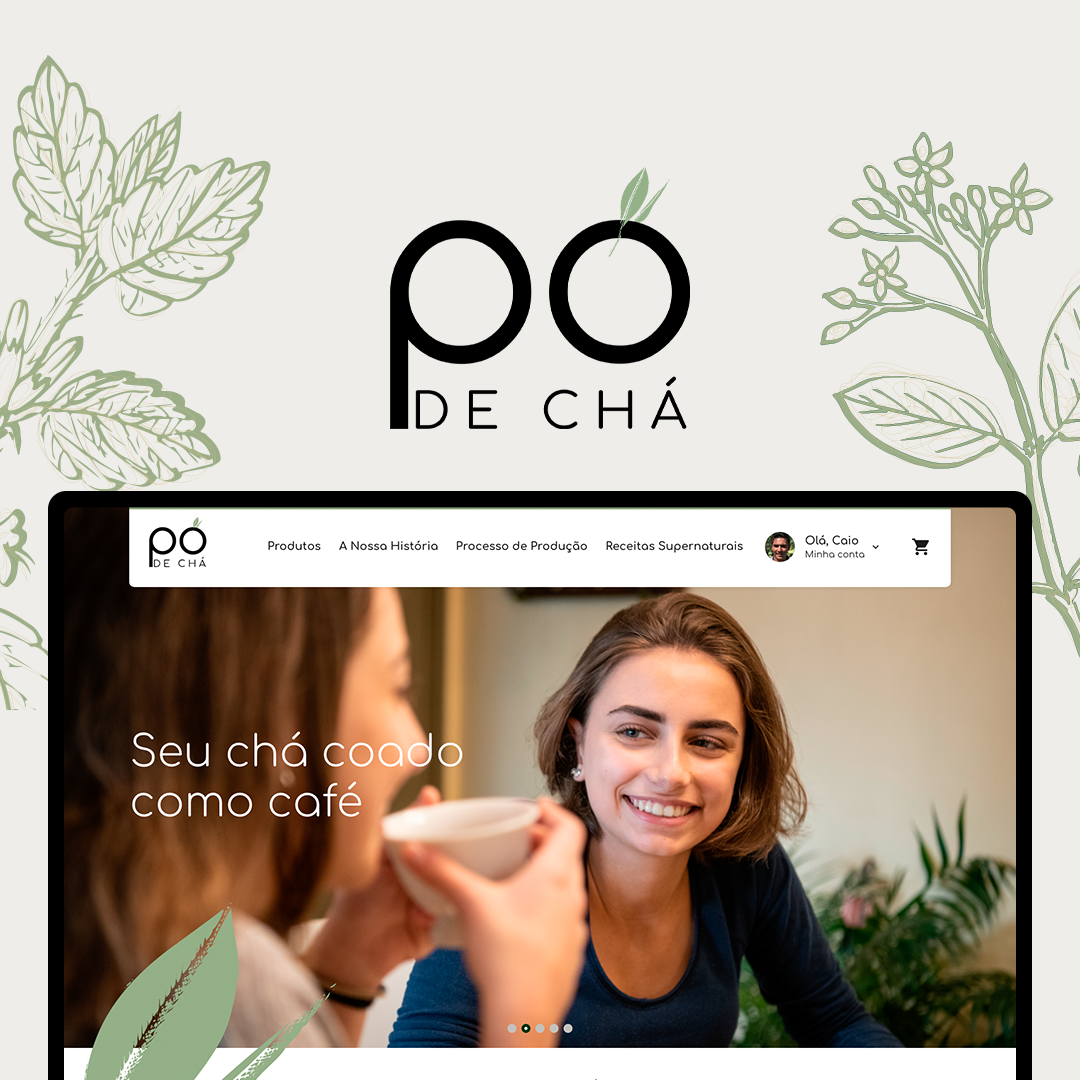 pó
DE CHÁ
pó
DE CHÁ
Produtos
A Nossa História
Processo de Produção
Receitas Supernaturais
Olá, Caio
Minha conta
Seu chá coado
como café